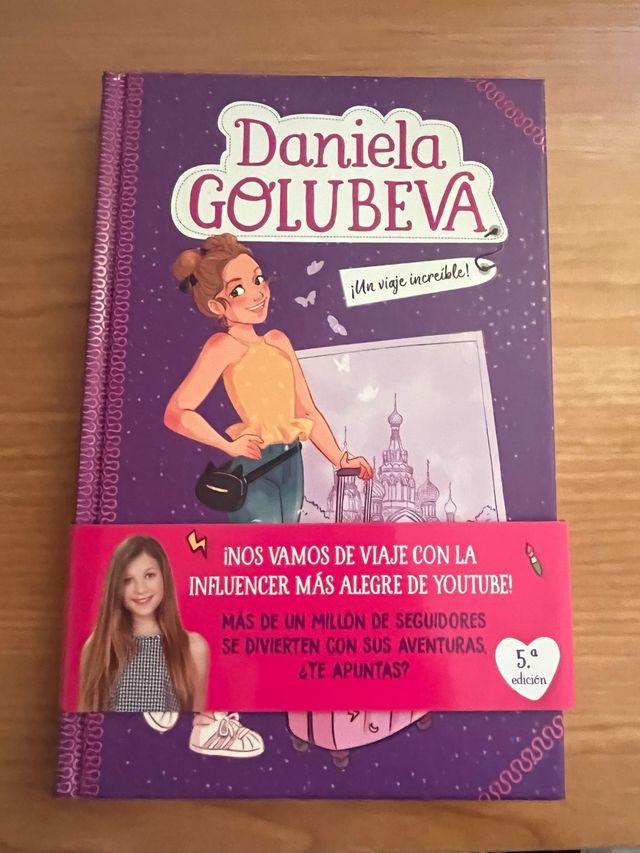 Daniela
GOLUBEVA
¡Un viaje increíble!
¡NOS VAMOS DE VIAJE CON LA
INFLUENCER MÁS ALEGRE DE YOUTUBE!
MÁS DE UN MILLÓN DE SEGUIDORES
SE DIVIERTEN CON SUS AVENTURAS,
¿TE APUNTAS?
5.ª
edición